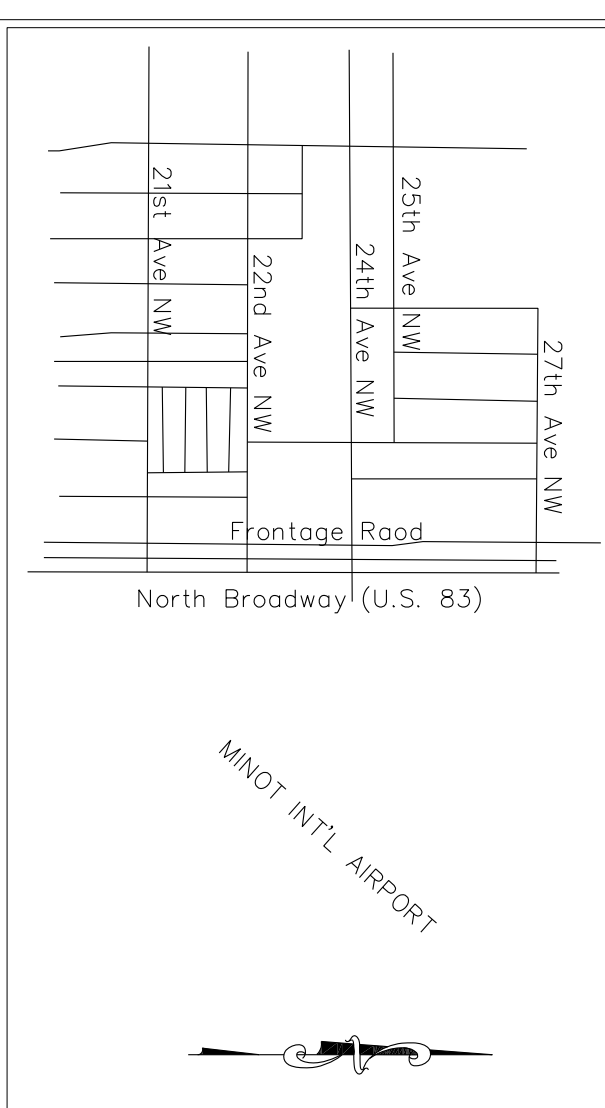 21st Ave NW
22nd Ave NW
24th Ave NW
25th Ave NW
27th Ave NW
Frontage Raod
North Broadway (U.S. 83)
MINOT INT'L AIRPORT
N